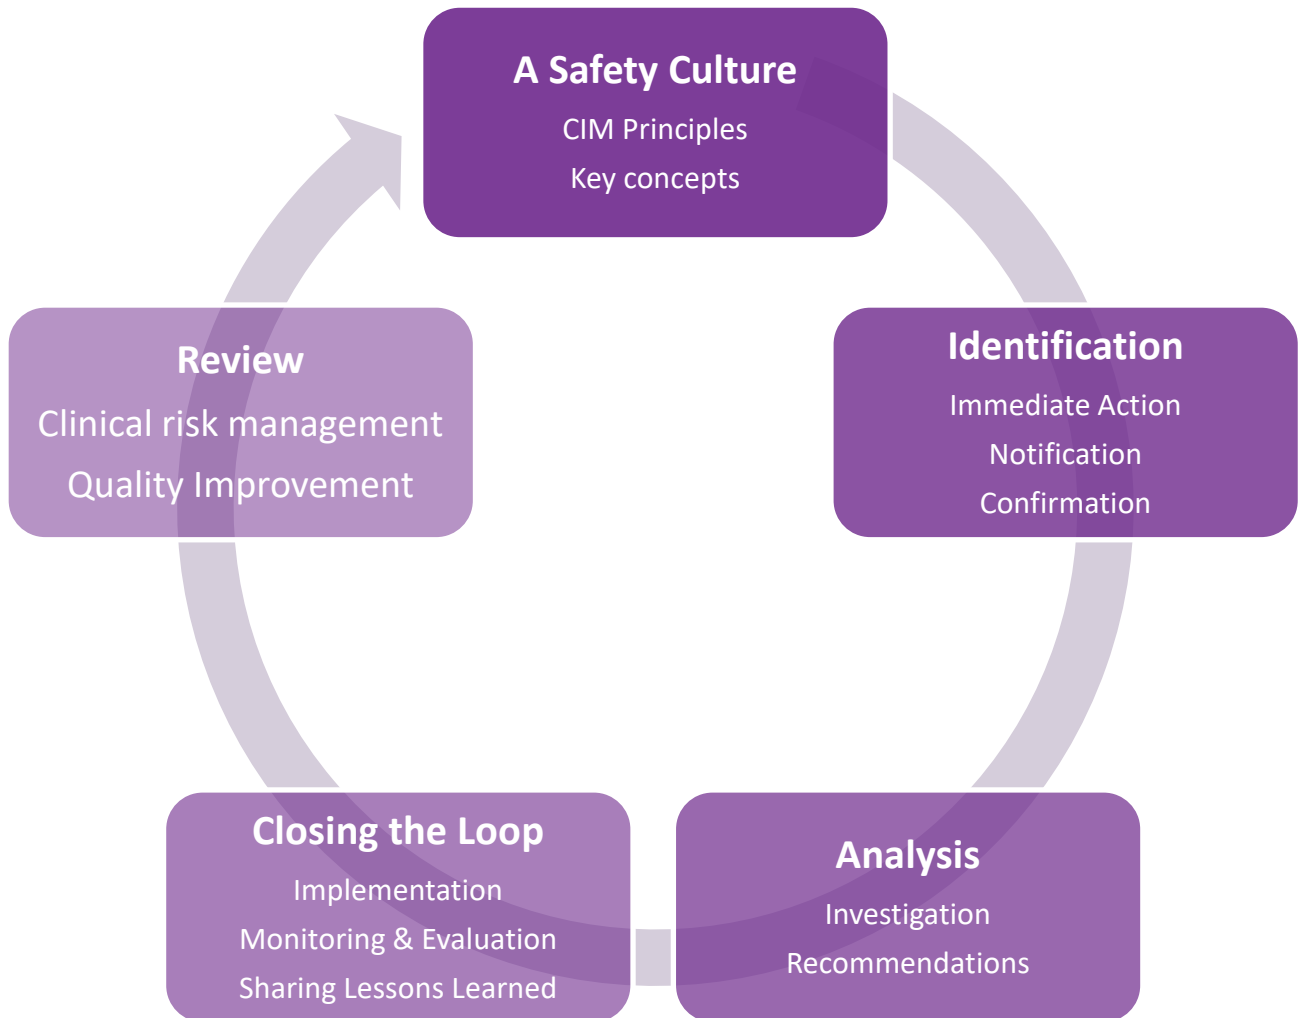 A Safety Culture
CIM Principles
Key concepts
Identification
Immediate Action
Notification
Confirmation
Analysis
Investigation
Recommendations
Closing the Loop
Implementation
Monitoring & Evaluation
Sharing Lessons Learned
Review
Clinical risk management
Quality Improvement